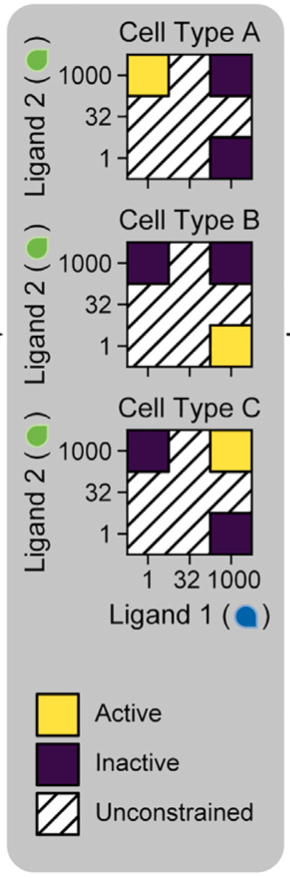 Cell Type A
Ligand 2 ( )
1000
32
1
Cell Type B
Ligand 2 ( )
1000
32
1
Cell Type C
Ligand 2 ( )
1000
32
1
1 32 1000
Ligand 1 ( )
Active
Inactive
Unconstrained